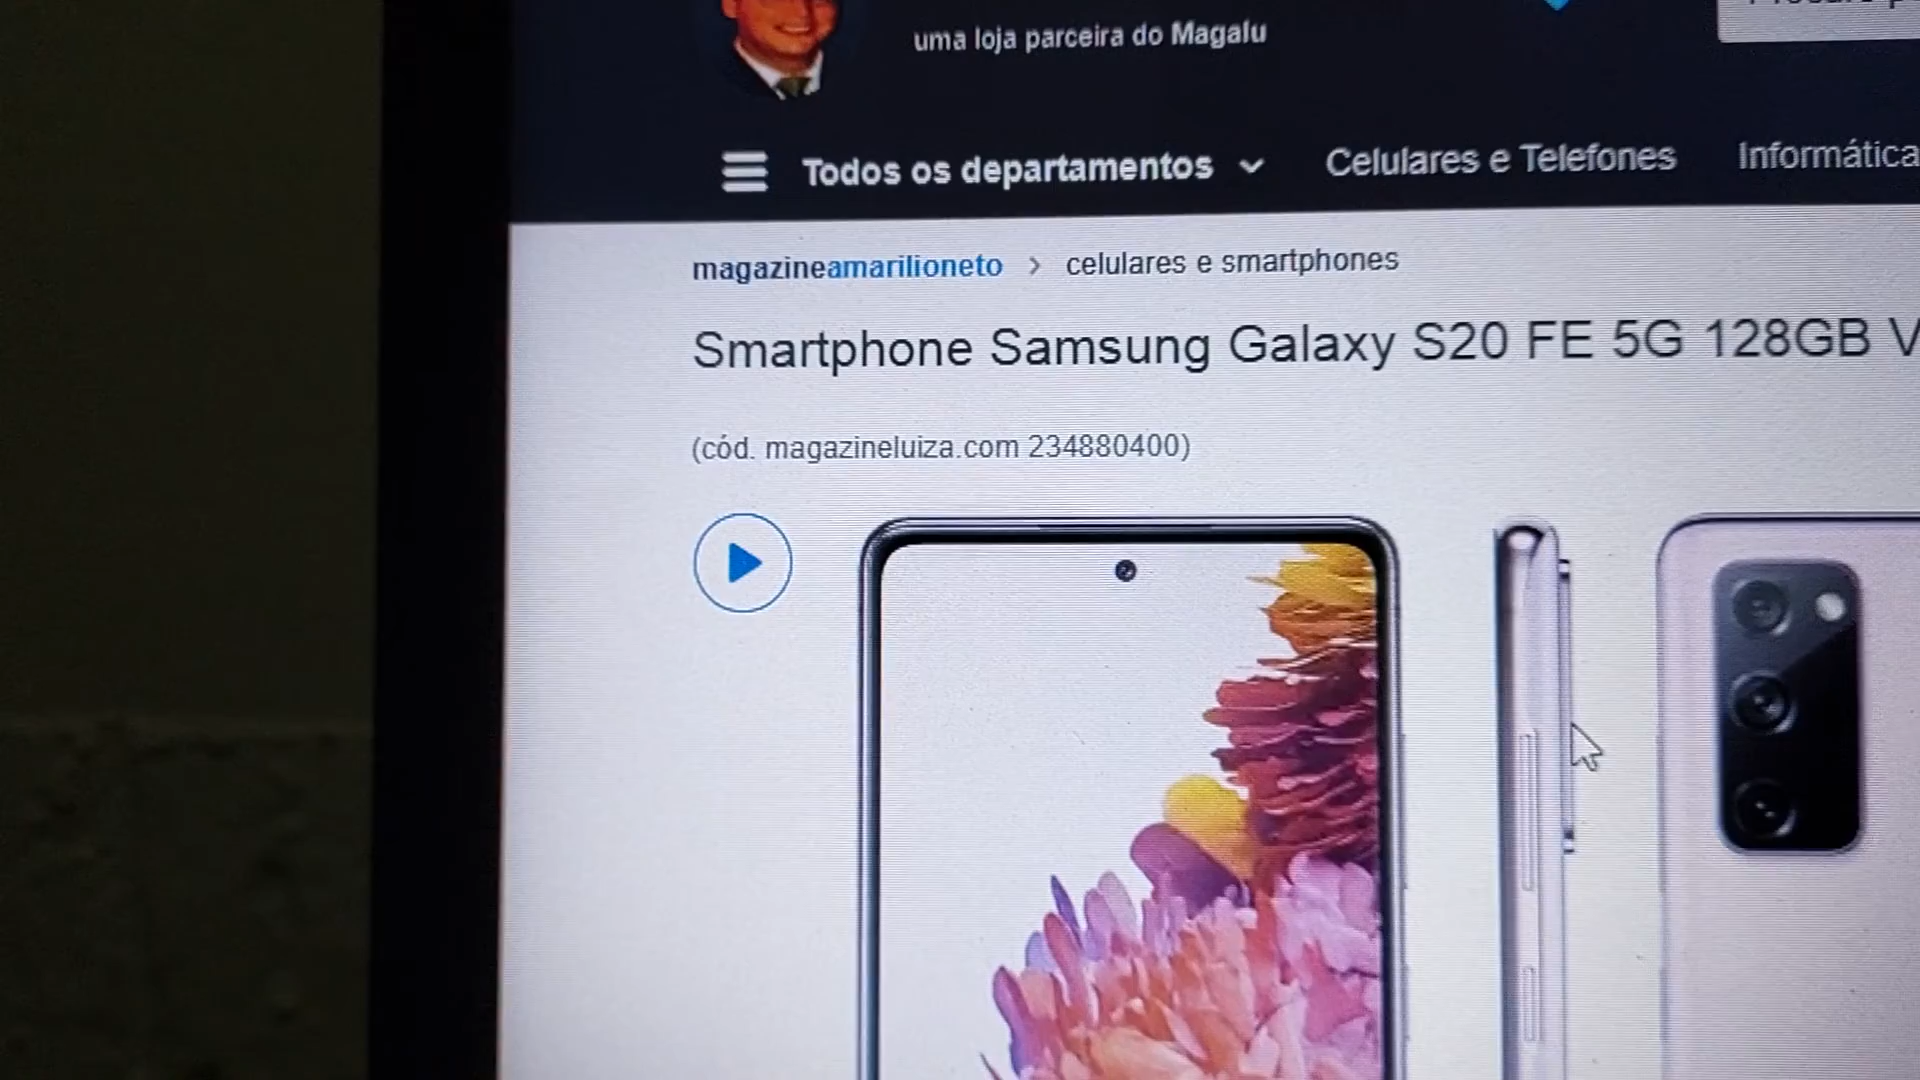 uma loja parceira do Magalu
Todos os departamentos
Celulares e Telefones
Informática
magazineamarilioneto > celulares e smartphones
Smartphone Samsung Galaxy S20 FE 5G 128GB V
(cód. magazineluiza.com 234880400)